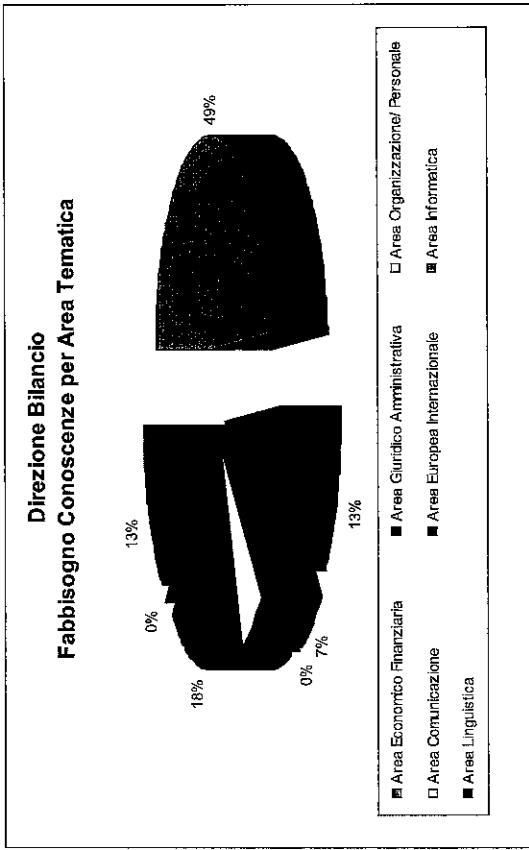 Direzione Bilancio
Fabbisogno Conoscenze per Area Tematica
13%
0%
18%
49%
0%
7%
13%
Area Economico Finanziaria
Area Giuridico Amministrativa
Area Organizzazione/ Personale
Area Comunicazione
Area Europea Internazionale
Area Informatica
Area Linguistica